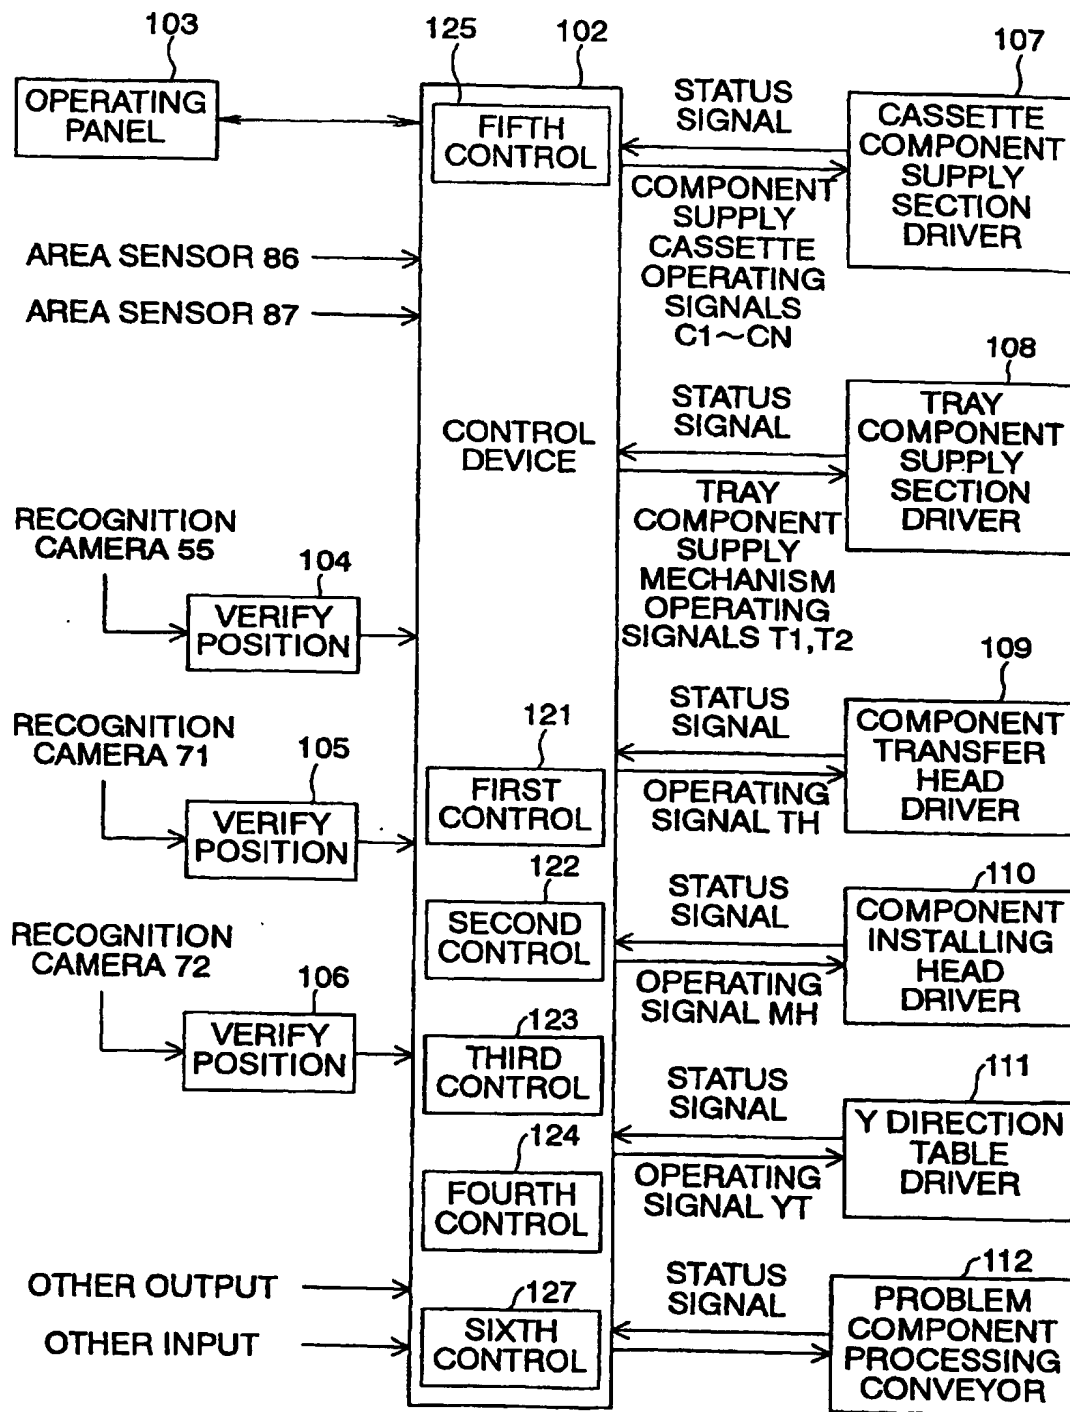 103
OPERATING
PANEL
125
102
FIFTH
CONTROL
STATUS
SIGNAL
107
CASSETTE
COMPONENT
SUPPLY
SECTION
DRIVER
COMPONENT
SUPPLY
CASSETTE
OPERATING
SIGNALS
C1~CN
AREA SENSOR 86
AREA SENSOR 87
CONTROL
DEVICE
STATUS
SIGNAL
108
TRAY
COMPONENT
SUPPLY
SECTION
DRIVER
TRAY
COMPONENT
SUPPLY
MECHANISM
OPERATING
SIGNALS T1,T2
RECOGNITION
CAMERA 55
104
VERIFY
POSITION
RECOGNITION
CAMERA 71
105
VERIFY
POSITION
121
FIRST
CONTROL
STATUS
SIGNAL
109
COMPONENT
TRANSFER
HEAD
DRIVER
OPERATING
SIGNAL TH
122
SECOND
CONTROL
STATUS
SIGNAL
110
COMPONENT
INSTALLING
HEAD
DRIVER
OPERATING
SIGNAL MH
RECOGNITION
CAMERA 72
106
VERIFY
POSITION
123
THIRD
CONTROL
STATUS
SIGNAL
111
Y DIRECTION
TABLE
DRIVER
OPERATING
SIGNAL YT
124
FOURTH
CONTROL
OTHER OUTPUT
OTHER INPUT
127
SIXTH
CONTROL
STATUS
SIGNAL
112
PROBLEM
COMPONENT
PROCESSING
CONVEYOR